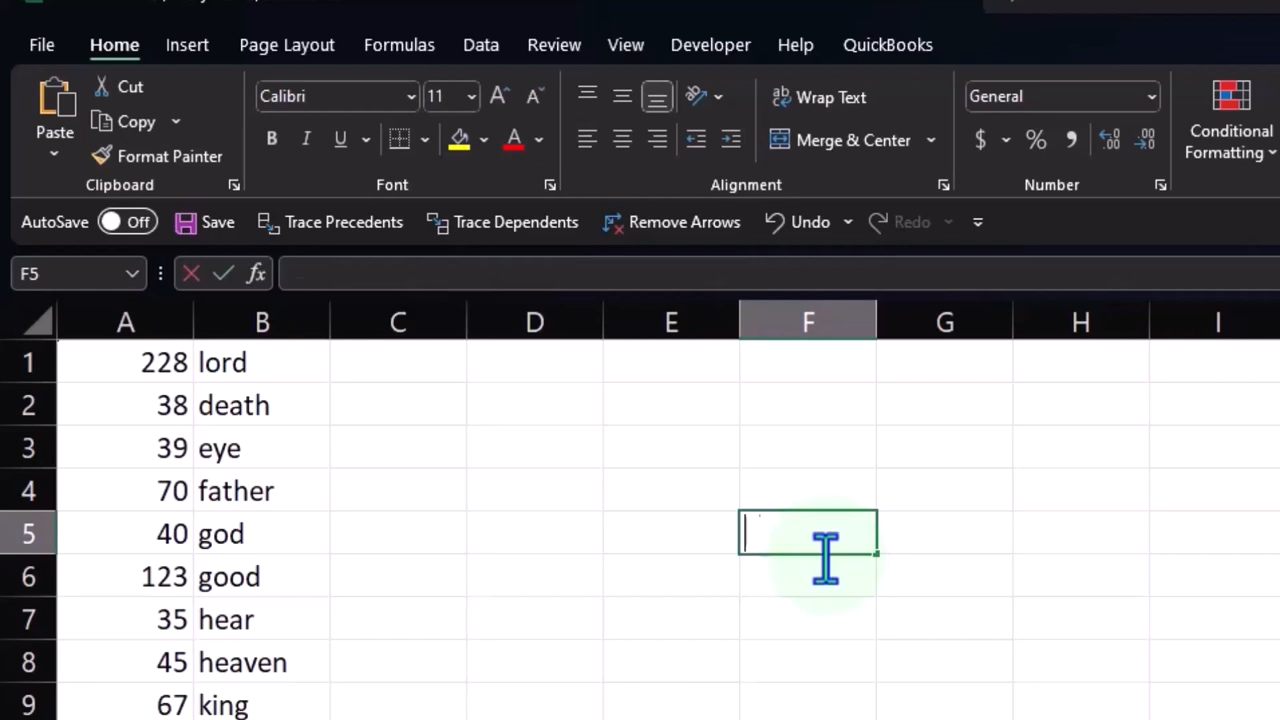 File Home Insert Page Layout Formulas Data Review View Developer Help QuickBooks
Paste
Cut
Copy
Format Painter
Clipboard
Calibri 11 A A
B I U A
Font
ab Wrap Text
Merge & Center
Alignment
General
$ % ,
Number
Conditional
Formatting
AutoSave Off Save Trace Precedents Trace Dependents Remove Arrows Undo Redo
F5 fx
A B C D E F G H I
1 228 lord
2 38 death
3 39 eye
4 70 father
5 40 god
6 123 good
7 35 hear
8 45 heaven
9 67 king